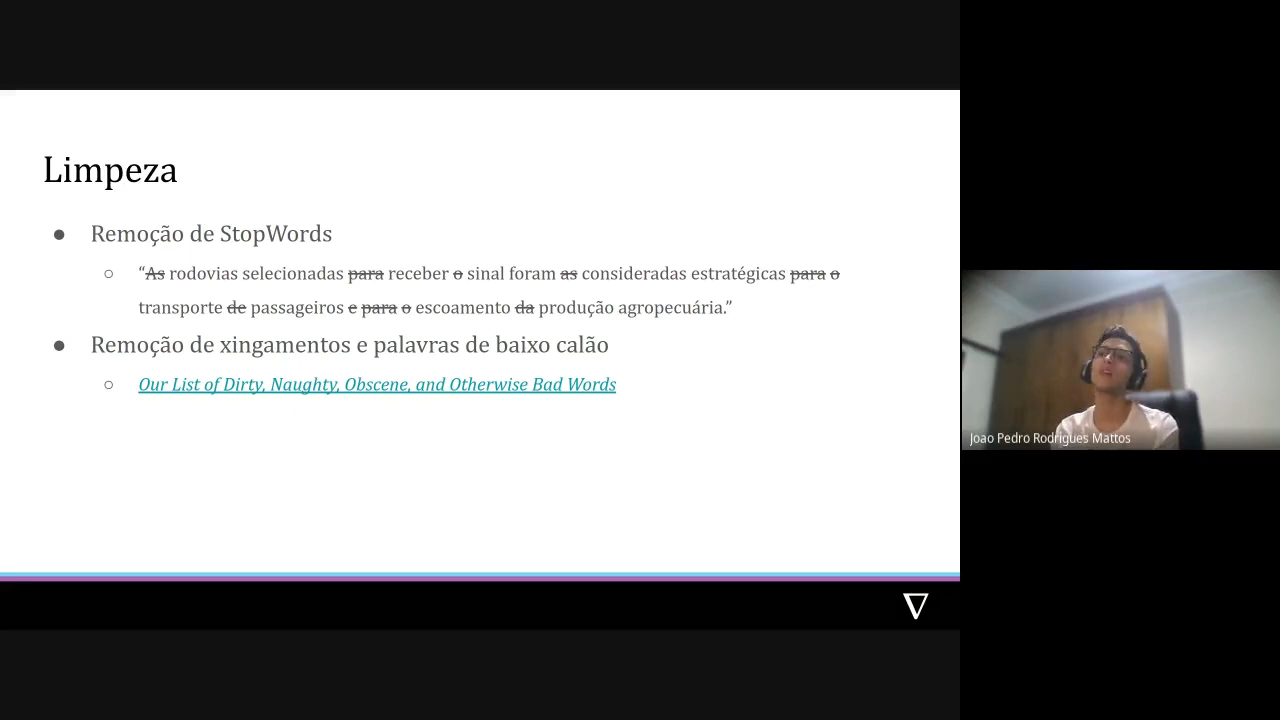 Limpeza
● Remoção de StopWords
○ “As rodovias selecionadas para receber o sinal foram as consideradas estratégicas para o
transporte de passageiros e para o escoamento da produção agropecuária.”
● Remoção de xingamentos e palavras de baixo calão
○ Our List of Dirty, Naughty, Obscene, and Otherwise Bad Words
Joao Pedro Rodrigues Mattos